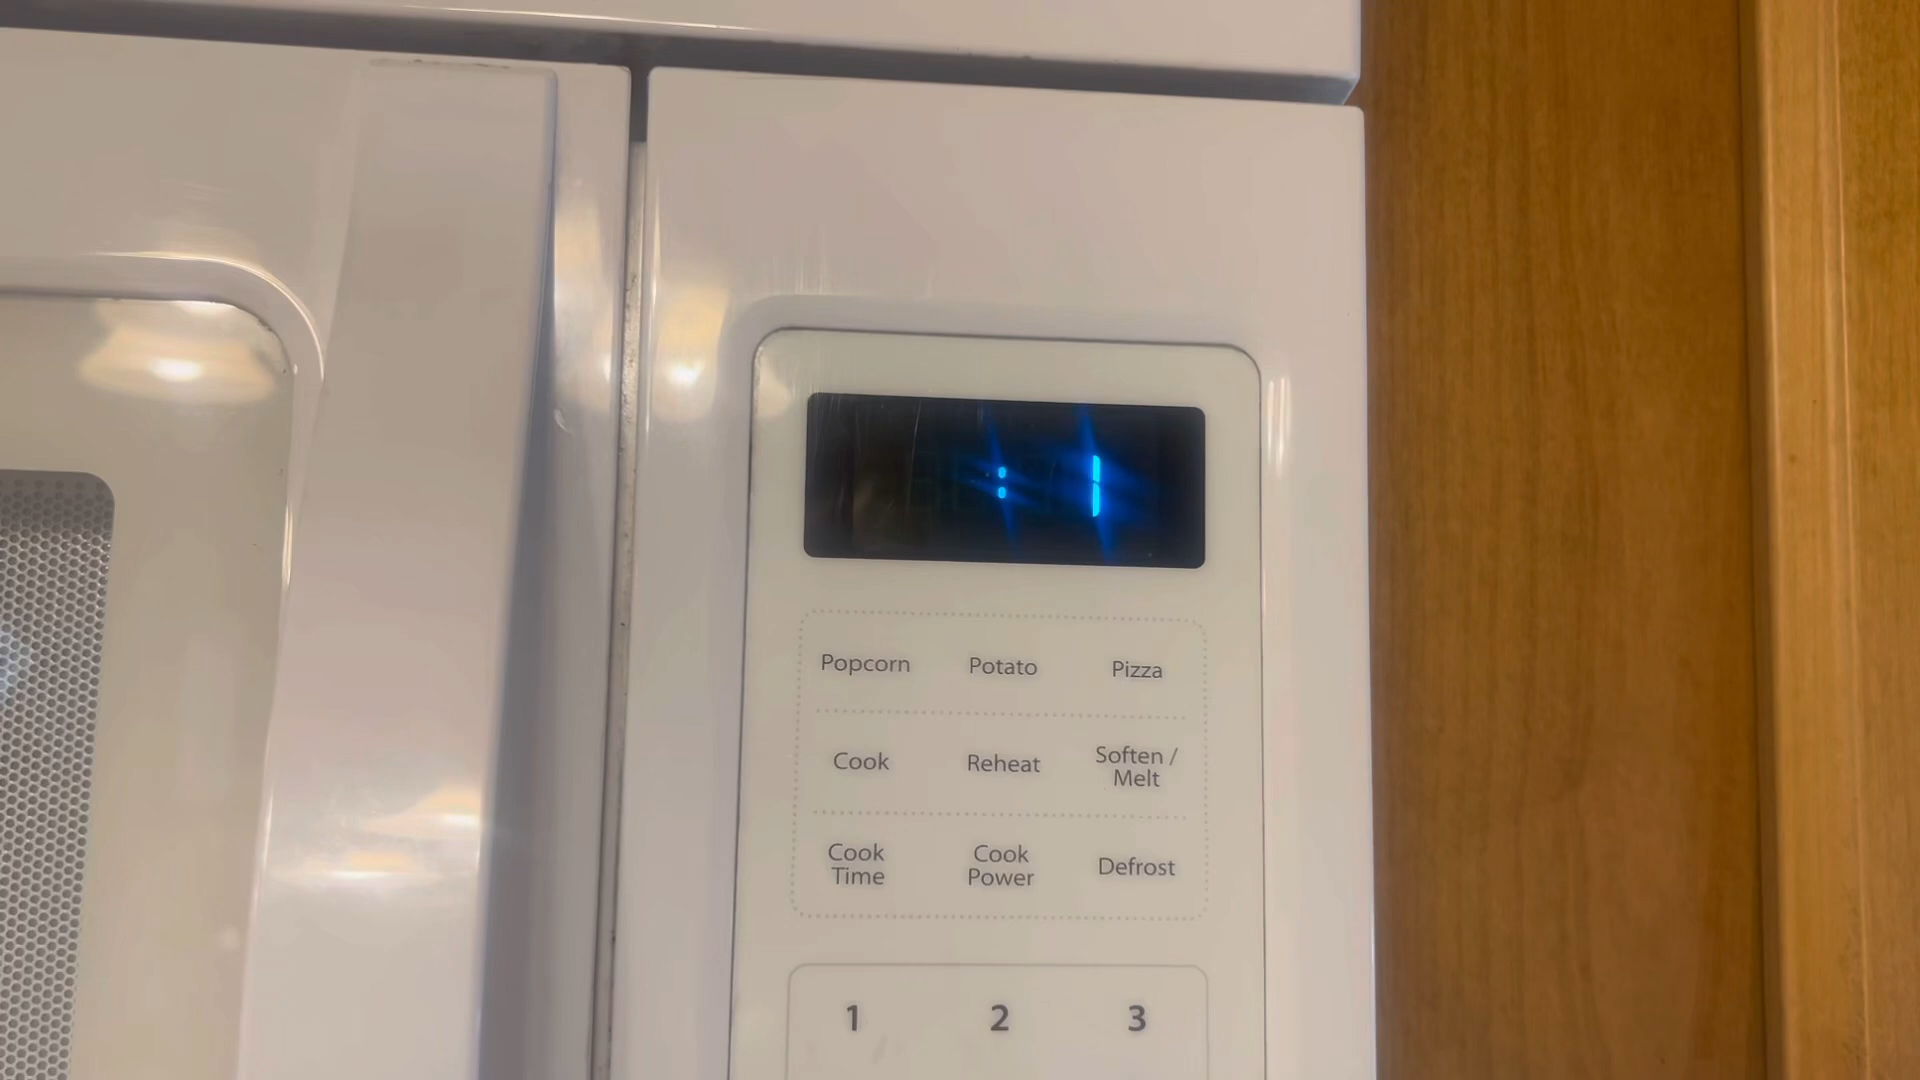 :1
Popcorn Potato Pizza
Cook Reheat Soften /
Melt
Cook Time Cook Power Defrost
1 2 3